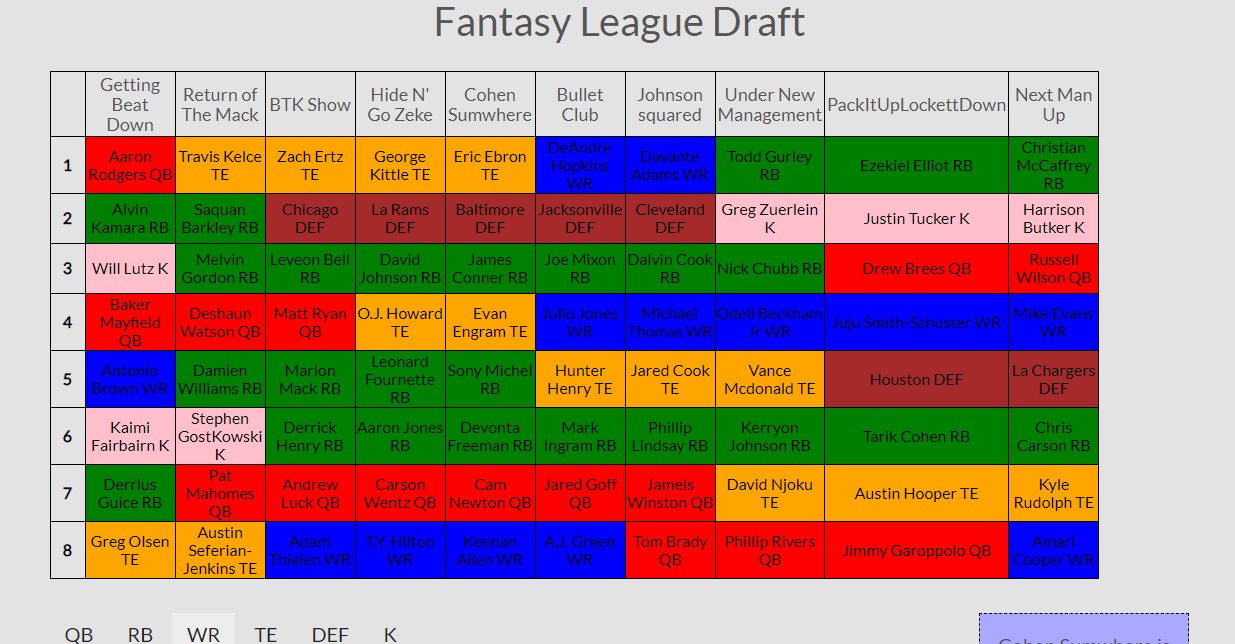 Fantasy League Draft
Getting Beat Down Return of The Mack BTK Show Hide N' Go Zeke Cohen Sumwhere Bullet Club Johnson squared Under New Management PackItUpLockettDown Next Man Up
1 Aaron Rodgers QB Travis Kelce TE Zach Ertz TE George Kittle TE Eric Ebron TE DeAndre Hopkins WR Davante Adams WR Todd Gurley RB Ezekiel Elliot RB Christian McCaffrey RB
2 Alvin Kamara RB Saquan Barkley RB Chicago DEF La Rams DEF Baltimore DEF Jacksonville DEF Cleveland DEF Greg Zuerlein K Justin Tucker K Harrison Butker K
3 Will Lutz K Melvin Gordon RB Leveon Bell RB David Johnson RB James Conner RB Joe Mixon RB Dalvin Cook RB Nick Chubb RB Drew Brees QB Russell Wilson QB
4 Baker Mayfield QB Deshaun Watson QB Matt Ryan QB O.J. Howard TE Evan Engram TE Julio Jones WR Michael Thomas WR Odell Beckham Jr WR Juju Smith-Schuster WR Mike Evans WR
5 Antonio Brown WR Damien Williams RB Marlon Mack RB Leonard Fournette RB Sony Michel RB Hunter Henry TE Jared Cook TE Vance Mcdonald TE Houston DEF La Chargers DEF
6 Kaimi Fairbairn K Stephen GostKowski K Derrick Henry RB Aaron Jones RB Devonta Freeman RB Mark Ingram RB Phillip Lindsay RB Kerryon Johnson RB Tarik Cohen RB Chris Carson RB
7 Derrius Guice RB Pat Mahomes QB Andrew Luck QB Carson Wentz QB Cam Newton QB Jared Goff QB Jameis Winston QB David Njoku TE Austin Hooper TE Kyle Rudolph TE
8 Greg Olsen TE Austin Seferian-Jenkins TE Adam Thielen WR T.Y. Hilton WR Keenan Allen WR A.J. Green WR Tom Brady QB Phillip Rivers QB Jimmy Garoppolo QB Amari Cooper WR
QB RB WR TE DEF K
Cohen Sumwhere is